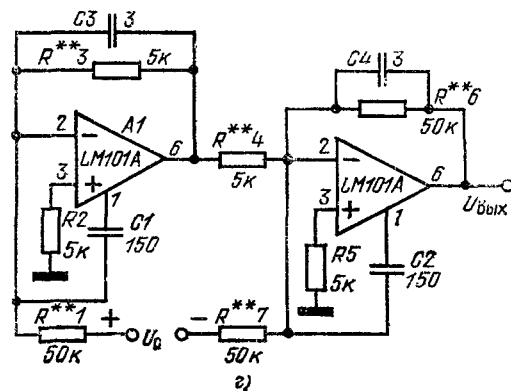 C3 3
R**3 5к
C4 3
R**6
50к
2 − A1 6
LM101A
3 + 1
R**4
5к
2 − 6
LM101A
3 + 1
Uвых
R2
5к
C1
150
R5
5к
C2
150
R**1 + U0 − R**7
50к 50к
г)